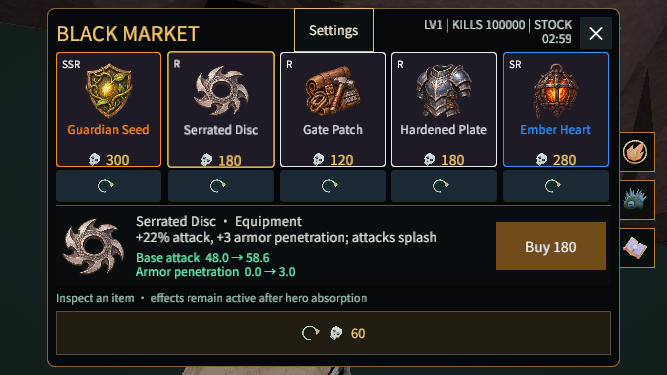 BLACK MARKET
Settings
LV1 | KILLS 100000 | STOCK
02:59
SSR
Guardian Seed
300
R
Serrated Disc
180
R
Gate Patch
120
R
Hardened Plate
180
SR
Ember Heart
280
Serrated Disc • Equipment
+22% attack, +3 armor penetration; attacks splash
Base attack 48.0 → 58.6
Armor penetration 0.0 → 3.0
Buy 180
Inspect an item • effects remain active after hero absorption
60